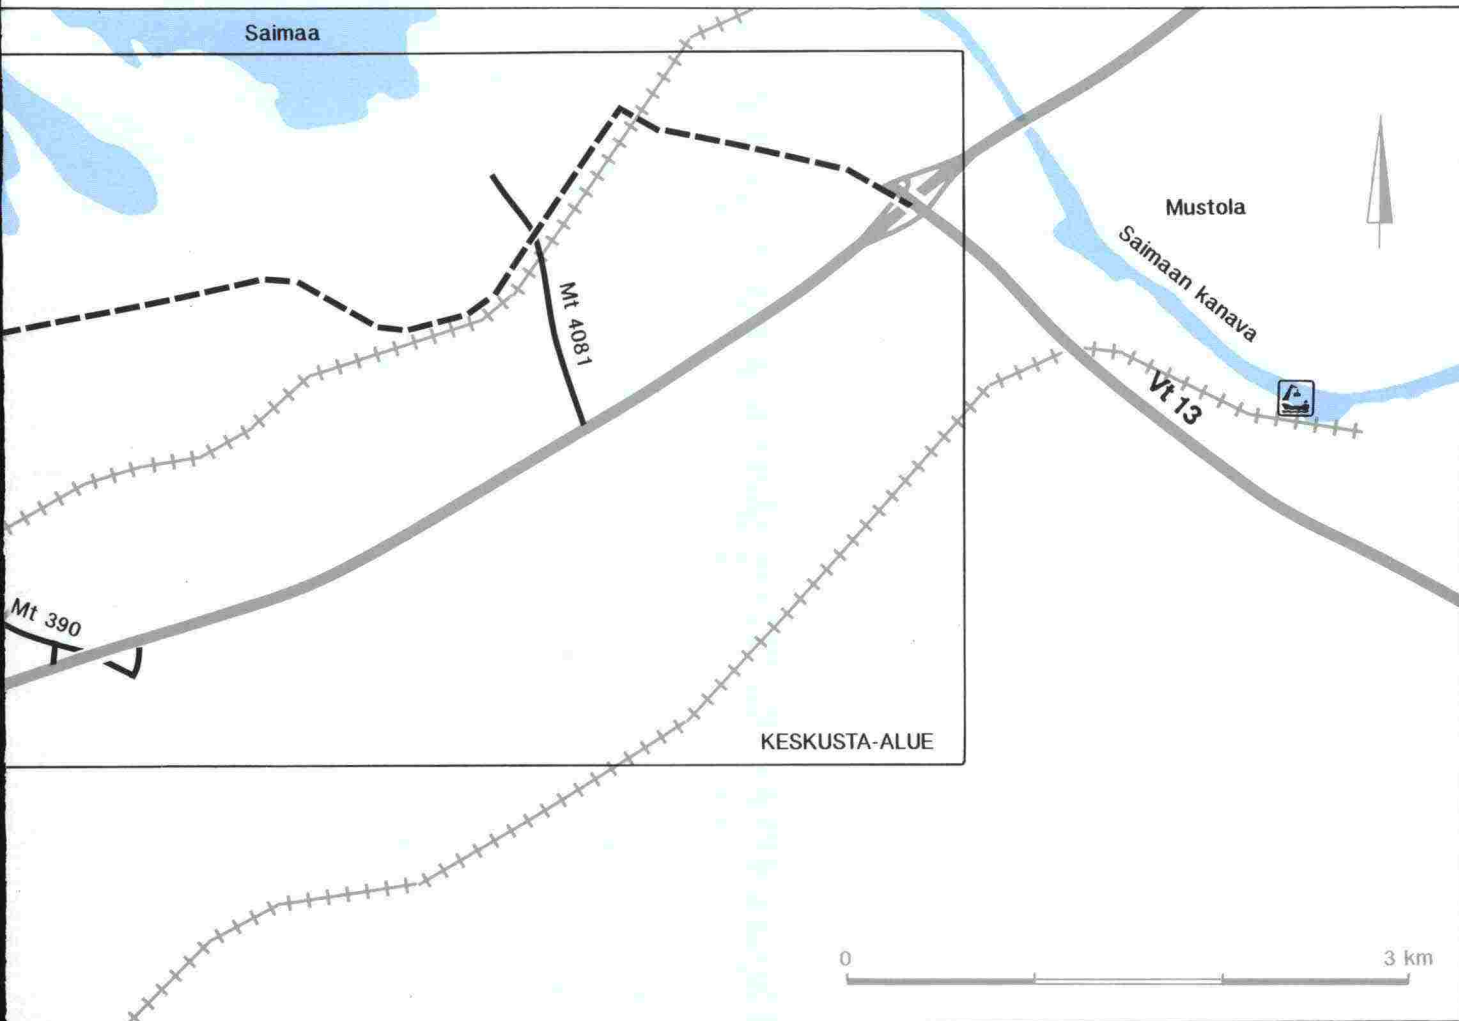 Saimaa
Mustola
Saimaan kanava
Mt 4081
Vt 13
Mt 390
KESKUSTA-ALUE
0
3 km